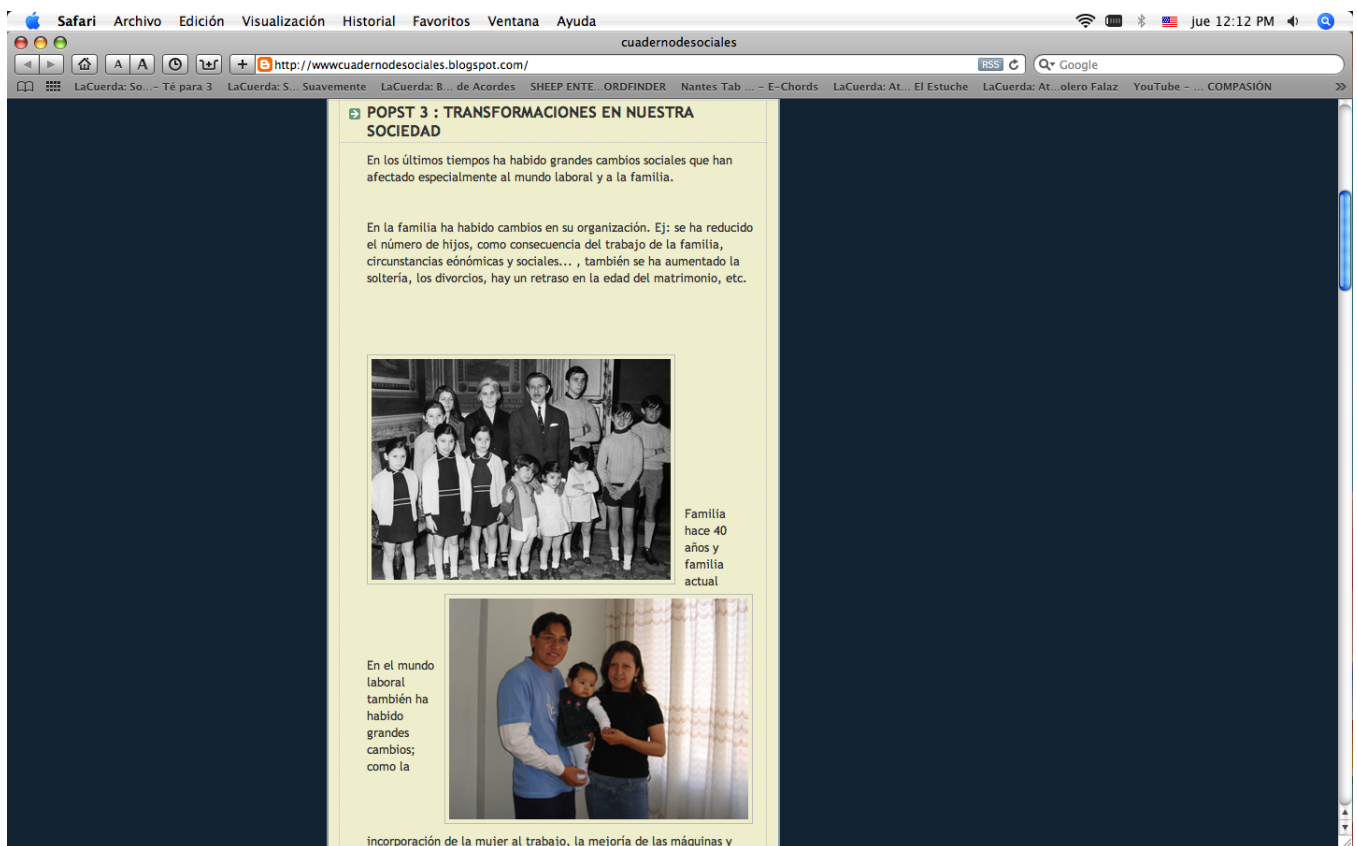 Safari Archivo Edición Visualización Historial Favoritos Ventana Ayuda
jue 12:12 PM
cuadernodesociales
A A
http://wwwcuadernodesociales.blogspot.com/
RSS
Google
LaCuerda: So...– Té para 3 LaCuerda: S... Suavemente LaCuerda: B... de Acordes SHEEP ENTE...ORDFINDER Nantes Tab ... – E–Chords LaCuerda: At... El Estuche LaCuerda: At...olero Falaz YouTube – ... COMPASIÓN
POPST 3 : TRANSFORMACIONES EN NUESTRA
SOCIEDAD
En los últimos tiempos ha habido grandes cambios sociales que han
afectado especialmente al mundo laboral y a la familia.
En la familia ha habido cambios en su organización. Ej: se ha reducido
el número de hijos, como consecuencia del trabajo de la familia,
circunstancias eónómicas y sociales... , también se ha aumentado la
soltería, los divorcios, hay un retraso en la edad del matrimonio, etc.
Familia
hace 40
años y
familia
actual
En el mundo
laboral
también ha
habido
grandes
cambios;
como la
incorporación de la mujer al trabajo, la mejoría de las máquinas y